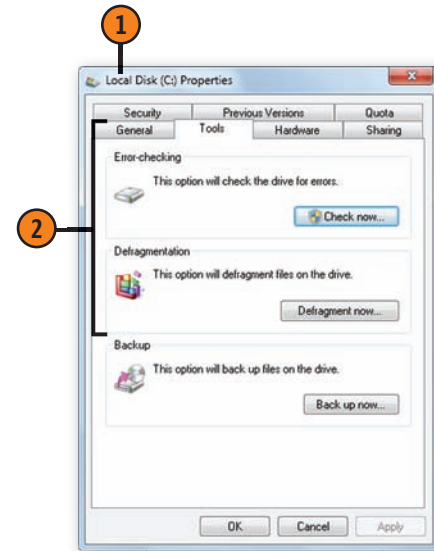 1
Local Disk (C:) Properties
Security Previous Versions Quota
General Tools Hardware Sharing
2
Error-checking
This option will check the drive for errors.
Check now...
Defragmentation
This option will defragment files on the drive.
Defragment now...
Backup
This option will back up files on the drive.
Back up now...
OK Cancel Apply